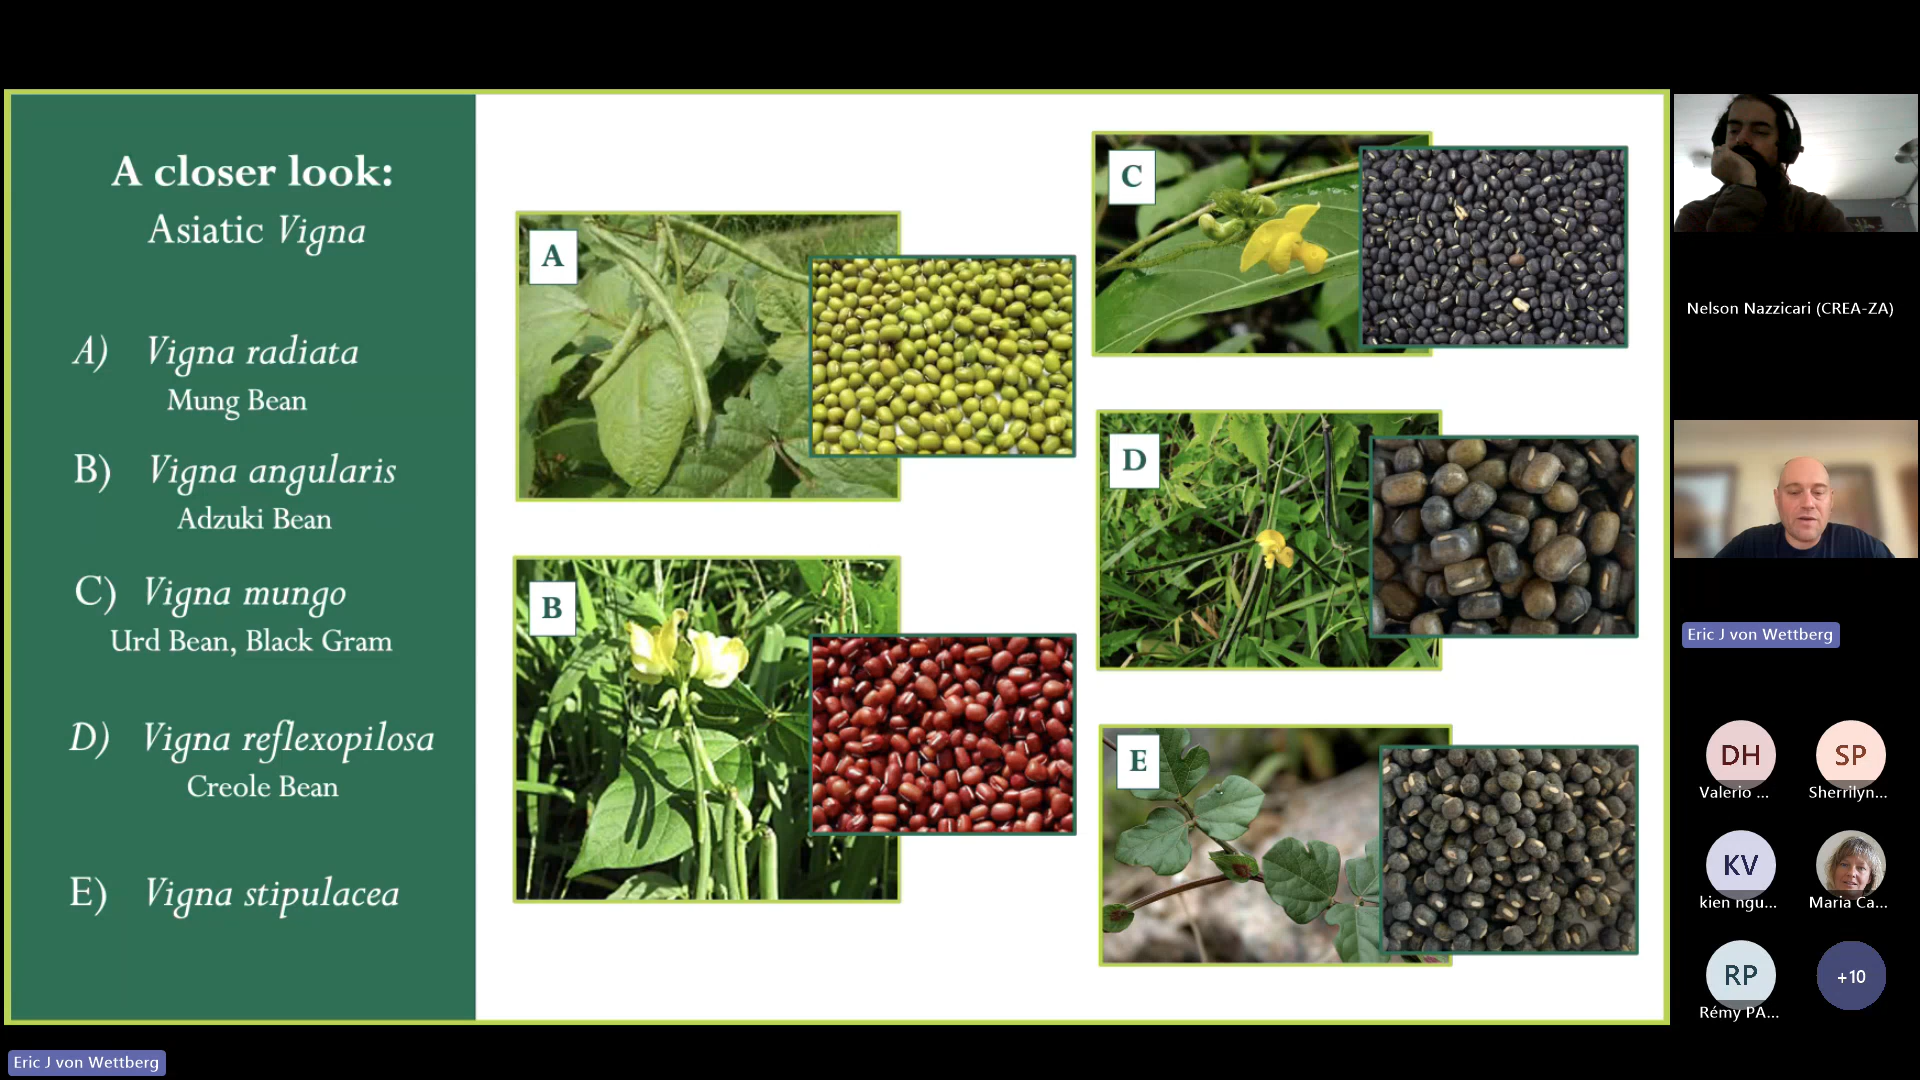 A closer look:
Asiatic Vigna
A) Vigna radiata
Mung Bean
B) Vigna angularis
Adzuki Bean
C) Vigna mungo
Urd Bean, Black Gram
D) Vigna reflexopilosa
Creole Bean
E) Vigna stipulacea
A
B
C
D
E
Nelson Nazzicari (CREA-ZA)
Eric J von Wettberg
DH
Valerio ...
SP
Sherrilyn...
KV
kien ngu...
Maria Ca...
RP
Rémy PA...
+10
Eric J von Wettberg